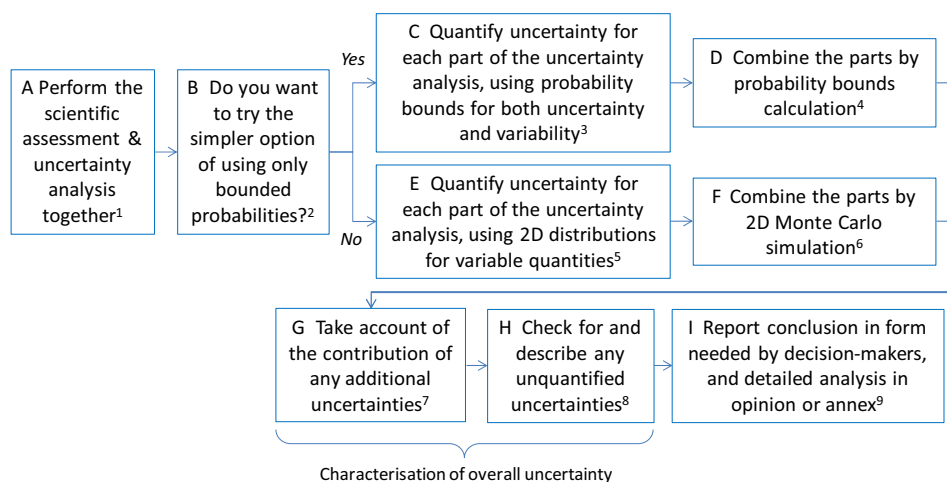 A Perform the
scientific
assessment &
uncertainty
analysis
together¹
B Do you want
to try the
simpler option
of using only
bounded
probabilities?²
Yes
C Quantify uncertainty for
each part of the uncertainty
analysis, using probability
bounds for both uncertainty
and variability³
D Combine the parts by
probability bounds
calculation⁴
No
E Quantify uncertainty for
each part of the uncertainty
analysis, using 2D distributions
for variable quantities⁵
F Combine the parts by
2D Monte Carlo
simulation⁶
G Take account of
the contribution of
any additional
uncertainties⁷
H Check for and
describe any
unquantified
uncertainties⁸
I Report conclusion in form
needed by decision-makers,
and detailed analysis in
opinion or annex⁹
Characterisation of overall uncertainty